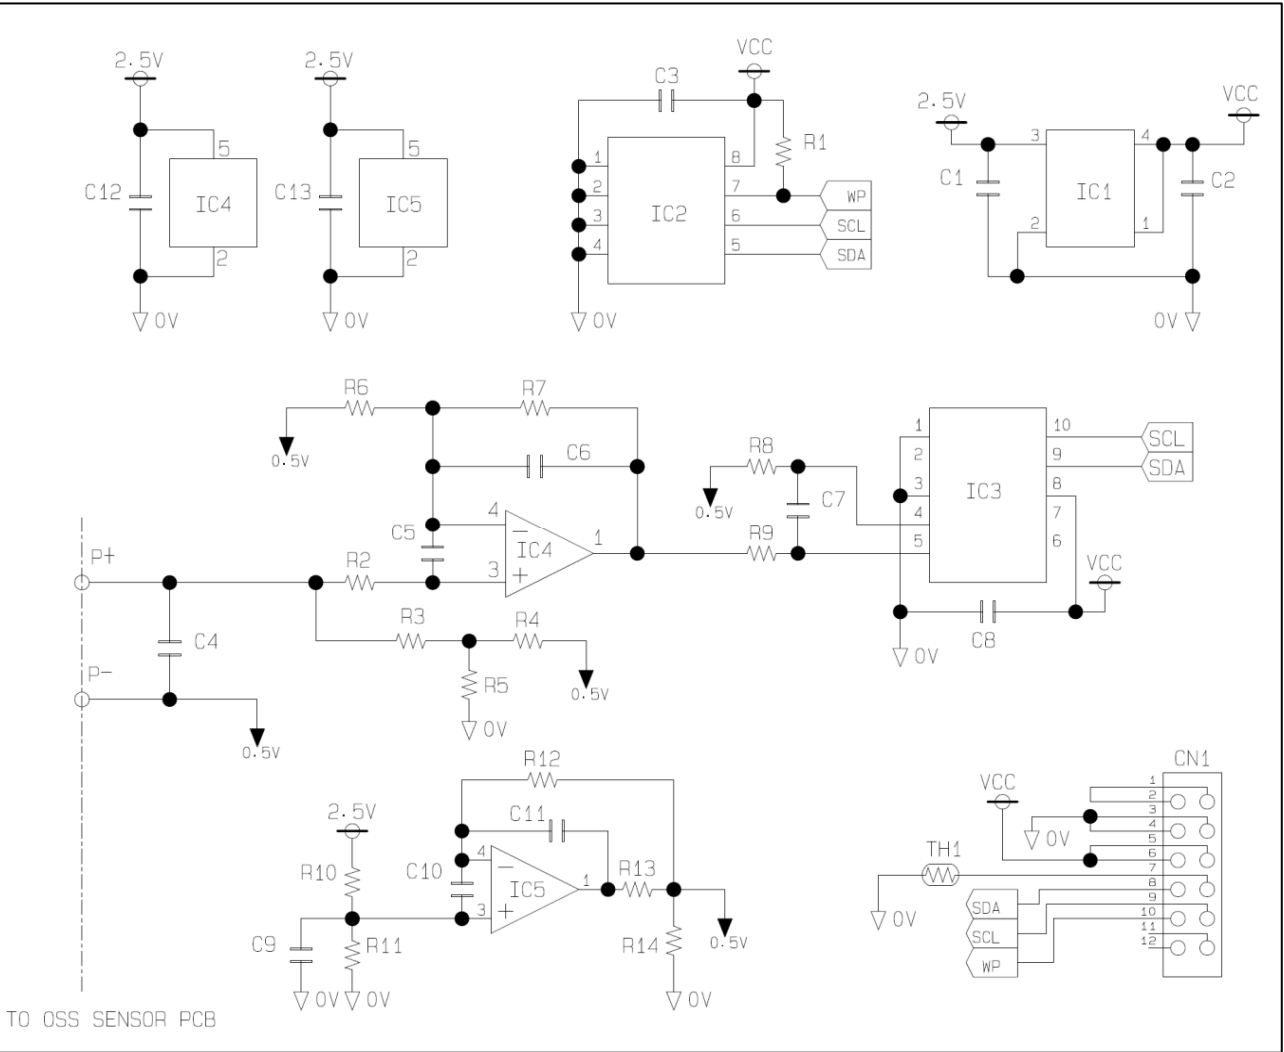 2.5V
2.5V
VCC
C3
2.5V
VCC
5
5
1
8
R1
3
4
C12
IC4
C13
IC5
2
7
WP
C1
IC1
C2
IC2
3
6
SCL
2
1
2
2
4
5
SDA
0V
0V
0V
0V
R6
R7
0.5V
C6
R8
1
10
SCL
2
9
SDA
0.5V
C7
3
IC3
8
4
7
C5
4
IC4
1
R9
5
6
P+
R2
3
VCC
C4
R3
R4
C8
0V
P-
R5
0.5V
0V
0.5V
R12
CN1
2.5V
C11
VCC
1
2
3
4
0V
5
R10
C10
4
IC5
1
R13
TH1
6
7
8
3
SDA
9
0V
C9
R11
R14
0.5V
SCL
10
11
WP
12
0V
0V
0V
TO OSS SENSOR PCB